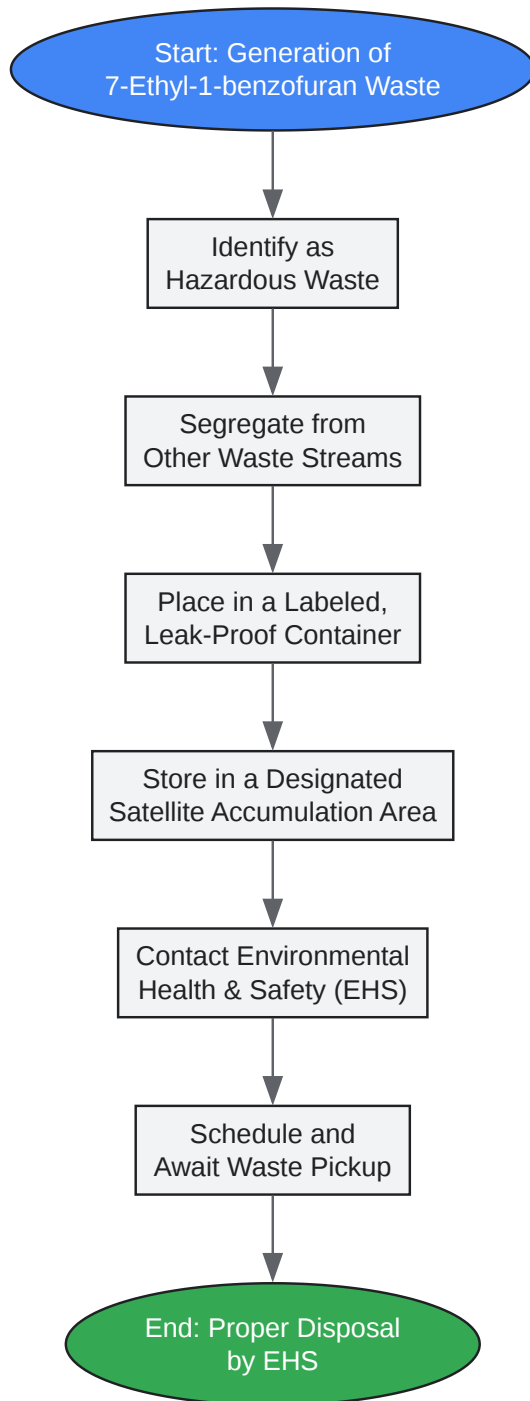 Start: Generation of
7-Ethyl-1-benzofuran Waste
Identify as
Hazardous Waste
Segregate from
Other Waste Streams
Place in a Labeled,
Leak-Proof Container
Store in a Designated
Satellite Accumulation Area
Contact Environmental
Health & Safety (EHS)
Schedule and
Await Waste Pickup
End: Proper Disposal
by EHS